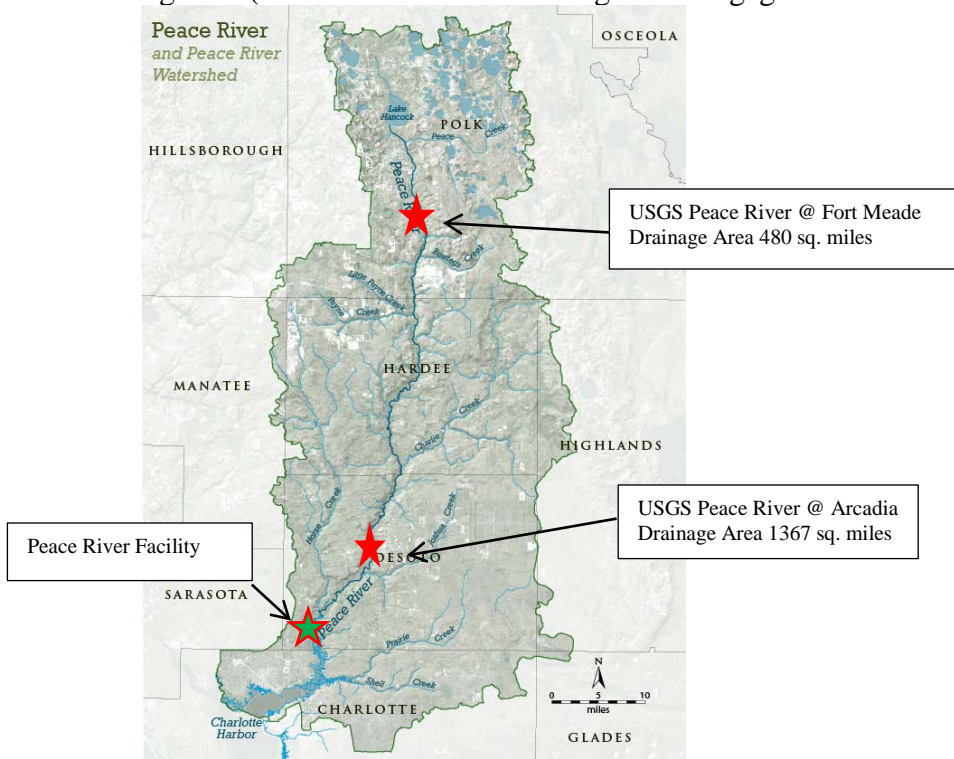 Peace River
and Peace River
Watershed
OSCEOLA
Lake
Hancock
POLK
Peace Creek
HILLSBOROUGH
Peace River
USGS Peace River @ Fort Meade
Drainage Area 480 sq. miles
Bowlegs Creek
Little Payne Creek
Payne Creek
HARDEE
MANATEE
Charlie Creek
HIGHLANDS
Horse Creek
Joshua Creek
USGS Peace River @ Arcadia
Drainage Area 1367 sq. miles
Peace River Facility
DESOTO
SARASOTA
Peace River
Prairie Creek
Shell Creek
N
0 5 10
miles
CHARLOTTE
Charlotte
Harbor
GLADES